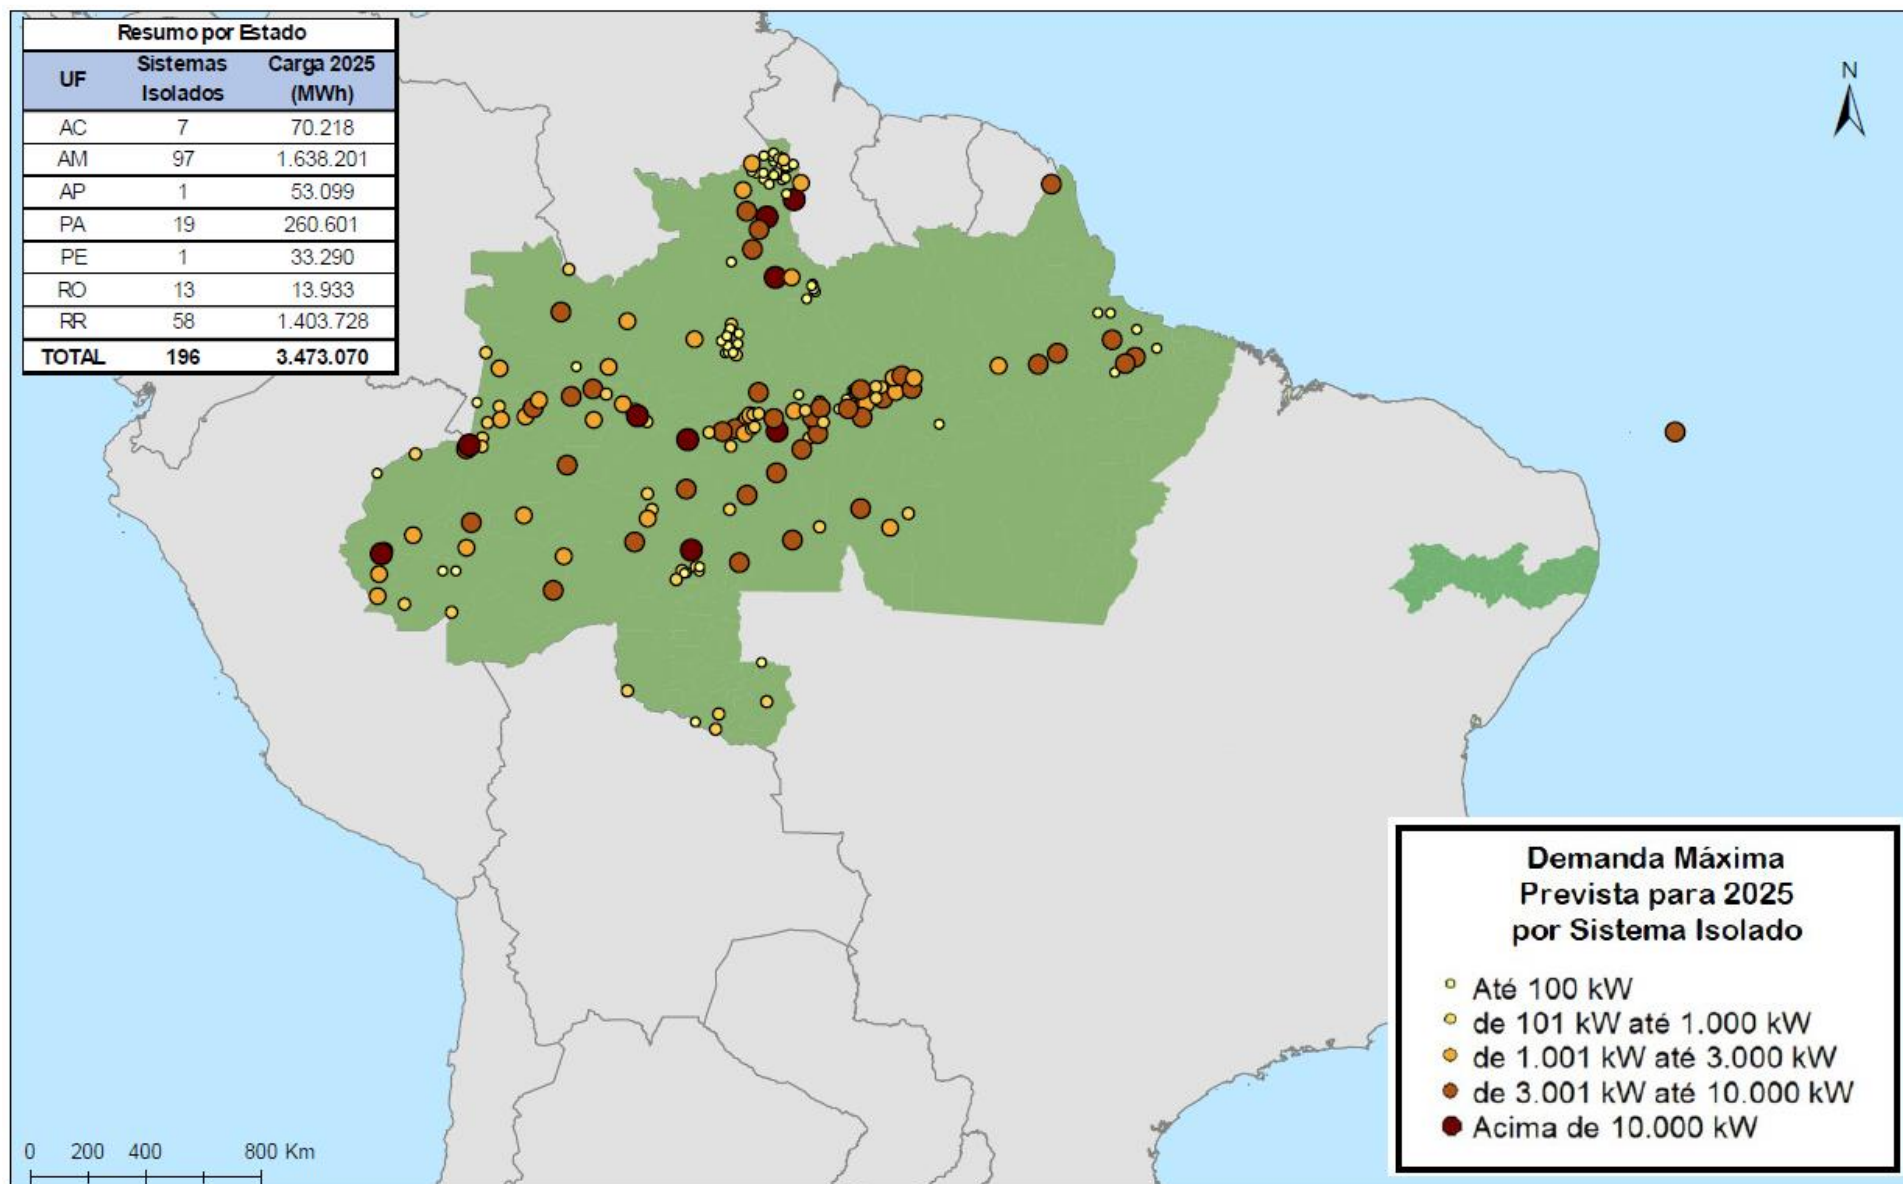 Resumo por Estado
UF Sistemas Isolados Carga 2025 (MWh)
AC 7 70.218
AM 97 1.638.201
AP 1 53.099
PA 19 260.601
PE 1 33.290
RO 13 13.933
RR 58 1.403.728
TOTAL 196 3.473.070
N
Demanda Máxima
Prevista para 2025
por Sistema Isolado
Até 100 kW
de 101 kW até 1.000 kW
de 1.001 kW até 3.000 kW
de 3.001 kW até 10.000 kW
Acima de 10.000 kW
0 200 400 800 Km